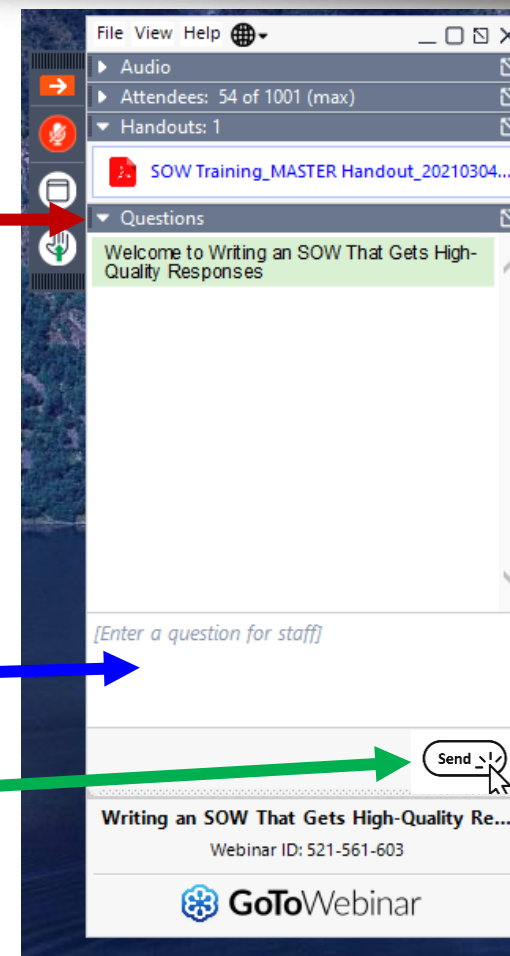 File View Help
Audio
Attendees: 54 of 1001 (max)
Handouts: 1
SOW Training_MASTER Handout_20210304...
Questions
Welcome to Writing an SOW That Gets High-
Quality Responses
[Enter a question for staff]
Send
Writing an SOW That Gets High-Quality Re...
Webinar ID: 521-561-603
GoToWebinar